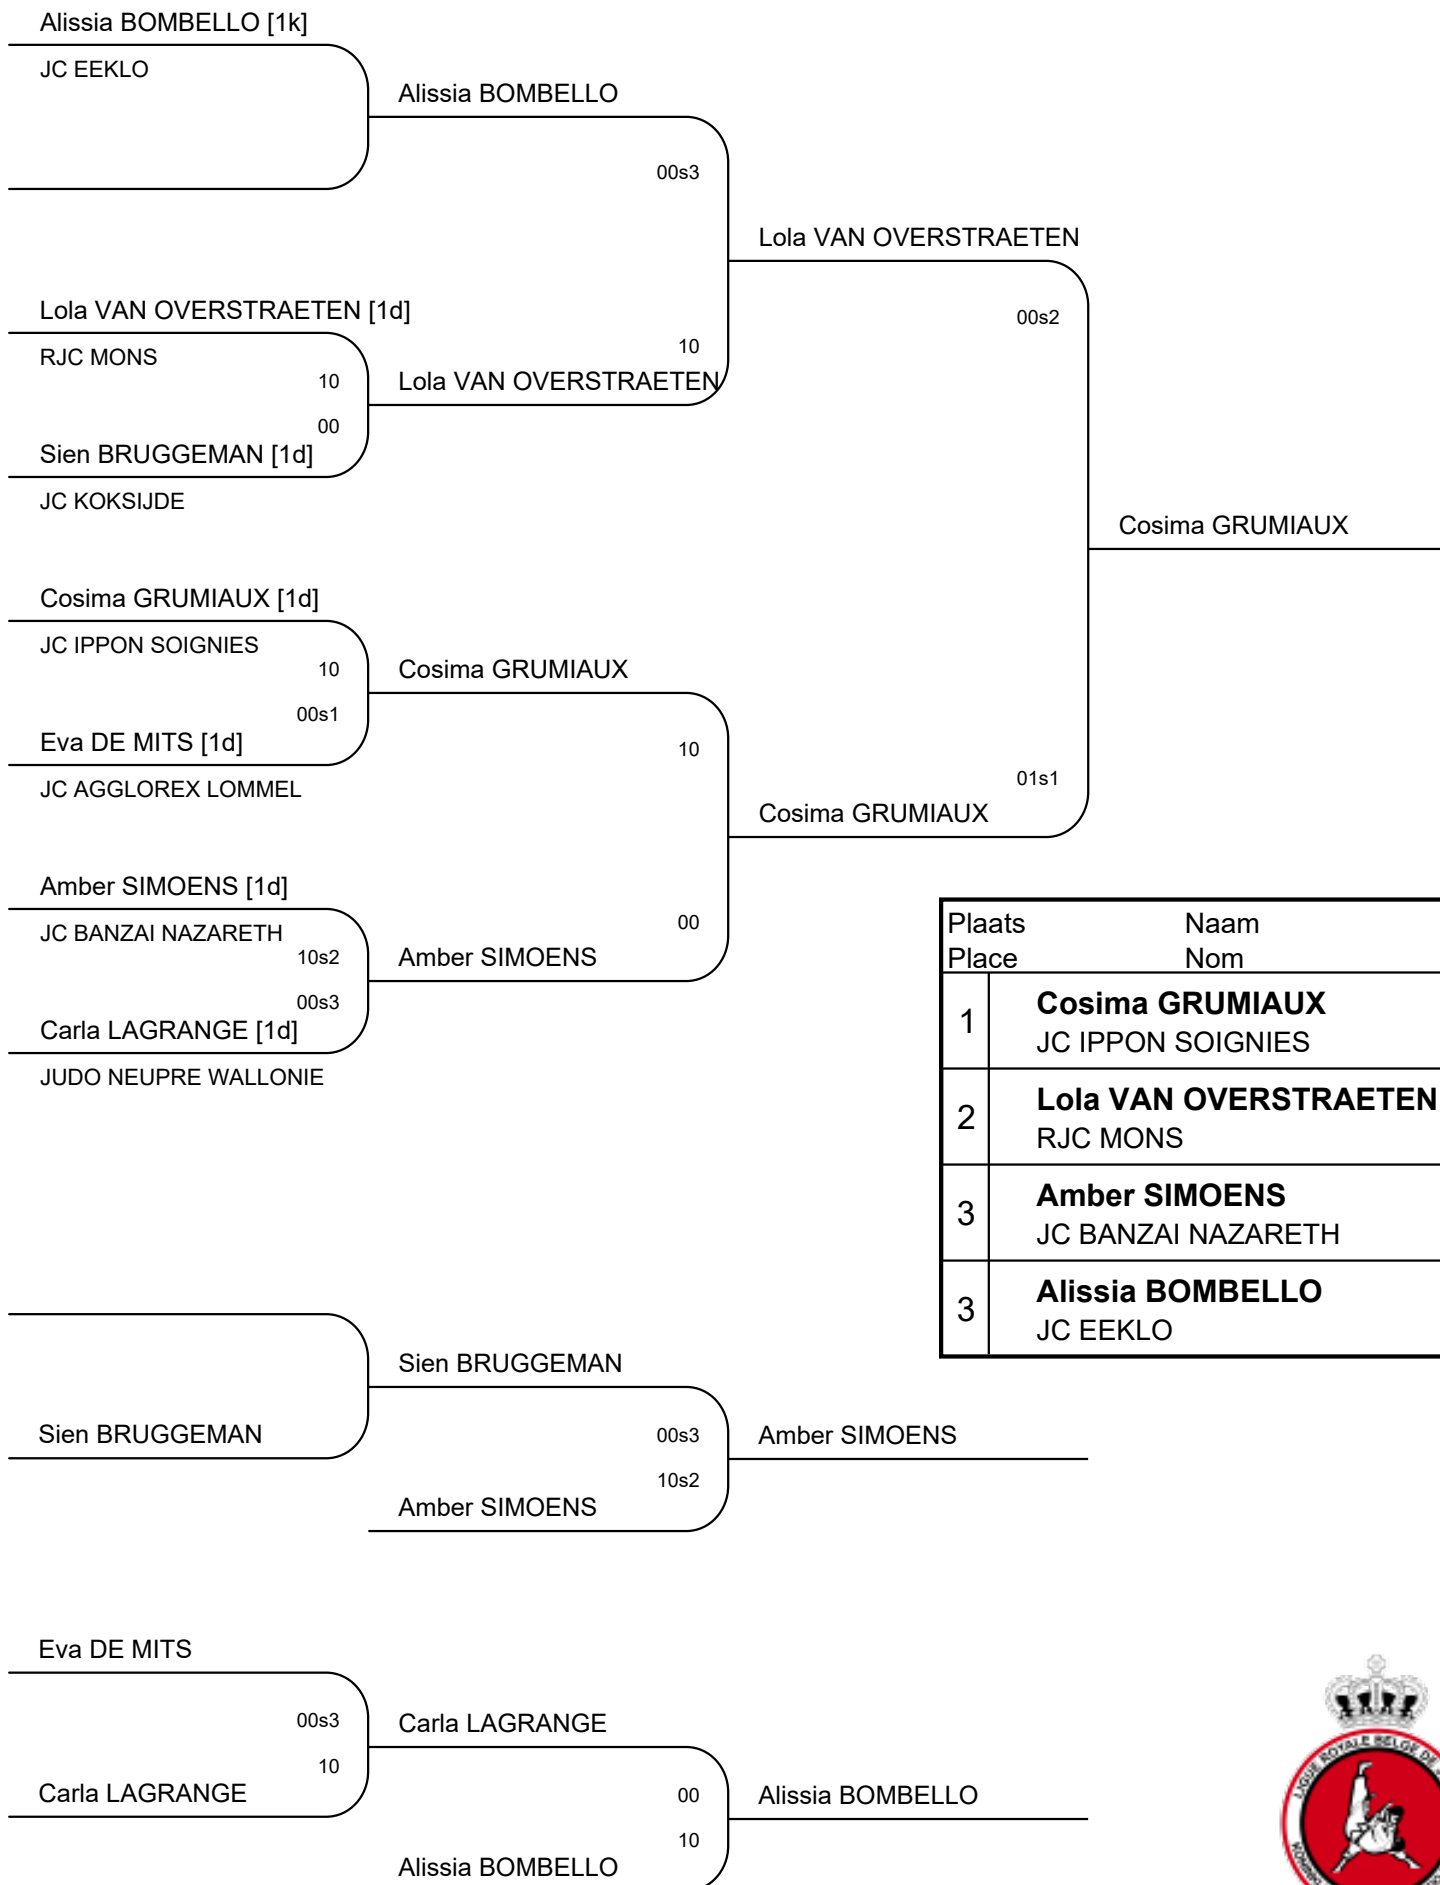 Alissia BOMBELLO [1k]
JC EEKLO
Alissia BOMBELLO
00s3
Lola VAN OVERSTRAETEN
Lola VAN OVERSTRAETEN [1d]
00s2
RJC MONS
10
10
Lola VAN OVERSTRAETEN
00
Sien BRUGGEMAN [1d]
JC KOKSIJDE
Cosima GRUMIAUX
Cosima GRUMIAUX [1d]
JC IPPON SOIGNIES
10
Cosima GRUMIAUX
00s1
Eva DE MITS [1d]
10
JC AGGLOREX LOMMEL
01s1
Cosima GRUMIAUX
Amber SIMOENS [1d]
JC BANZAI NAZARETH
00
10s2
Amber SIMOENS
00s3
Carla LAGRANGE [1d]
JUDO NEUPRE WALLONIE
Plaats Naam
Place Nom
1 Cosima GRUMIAUX
JC IPPON SOIGNIES
2 Lola VAN OVERSTRAETEN
RJC MONS
3 Amber SIMOENS
JC BANZAI NAZARETH
3 Alissia BOMBELLO
JC EEKLO
Sien BRUGGEMAN
Sien BRUGGEMAN
00s3
Amber SIMOENS
10s2
Amber SIMOENS
Eva DE MITS
00s3
Carla LAGRANGE
10
Carla LAGRANGE
00
Alissia BOMBELLO
10
Alissia BOMBELLO
LIGUE ROYALE BELGE DE